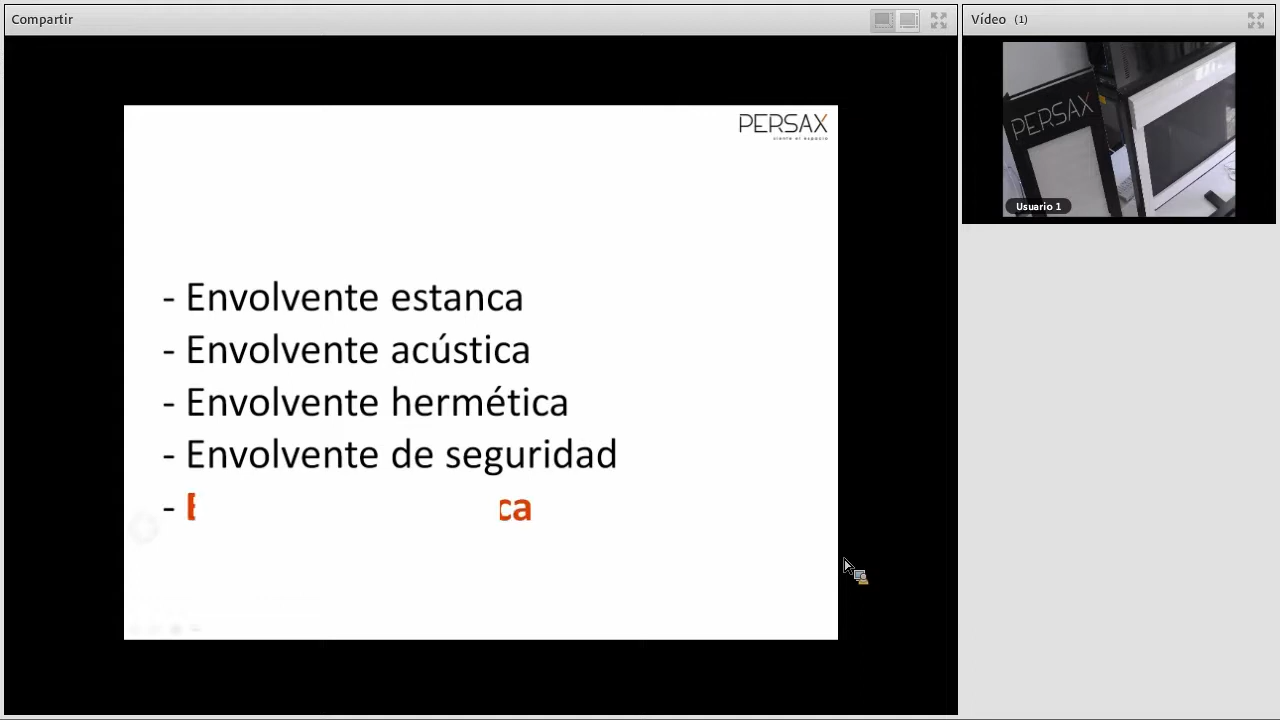 Compartir
Vídeo (1)
PERSAX
PERSAX
Usuario 1
- Envolvente estanca
- Envolvente acústica
- Envolvente hermética
- Envolvente de seguridad